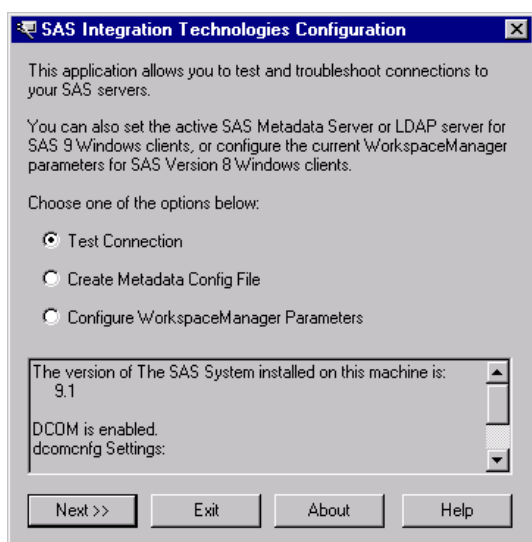 SAS Integration Technologies Configuration
This application allows you to test and troubleshoot connections to
your SAS servers.
You can also set the active SAS Metadata Server or LDAP server for
SAS 9 Windows clients, or configure the current WorkspaceManager
parameters for SAS Version 8 Windows clients.
Choose one of the options below:
Test Connection
Create Metadata Config File
Configure WorkspaceManager Parameters
The version of The SAS System installed on this machine is:
9.1
DCOM is enabled.
dcomcnfg Settings:
Next >> Exit About Help